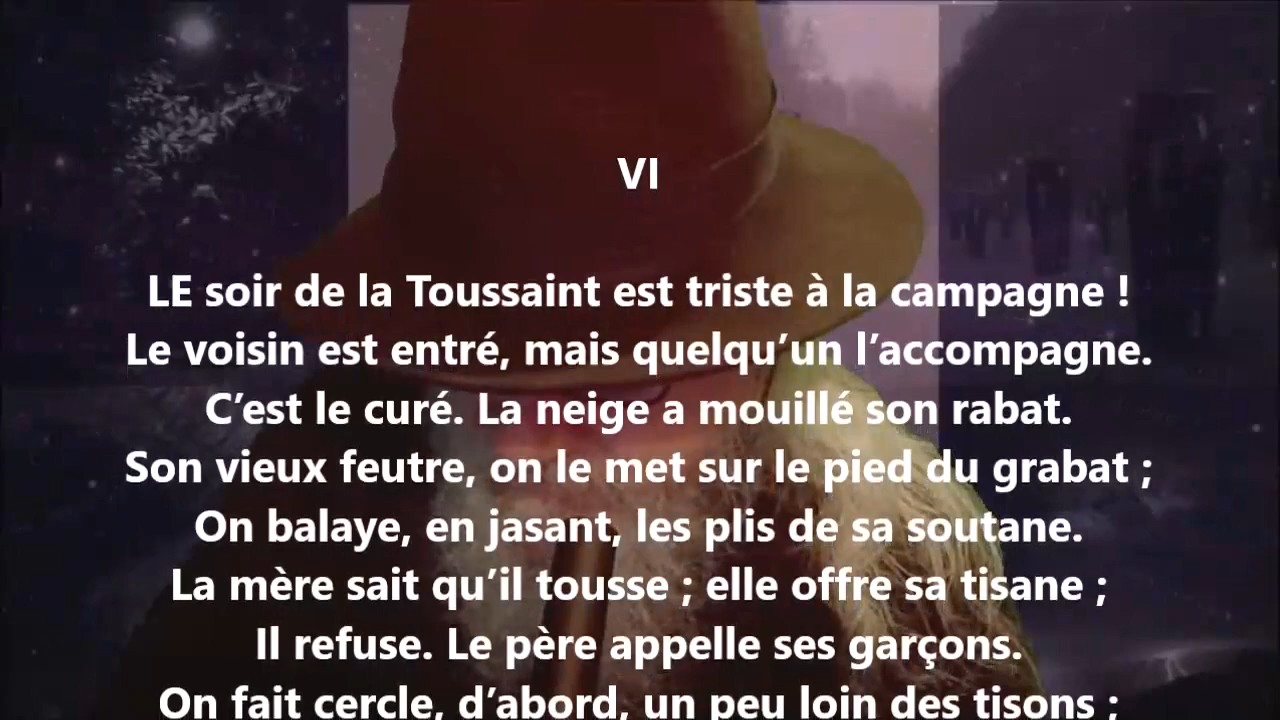 VI
LE soir de la Toussaint est triste à la campagne !
Le voisin est entré, mais quelqu’un l’accompagne.
C’est le curé. La neige a mouillé son rabat.
Son vieux feutre, on le met sur le pied du grabat ;
On balaye, en jasant, les plis de sa soutane.
La mère sait qu’il tousse ; elle offre sa tisane ;
Il refuse. Le père appelle ses garçons.
On fait cercle, d’abord, un peu loin des tisons ;